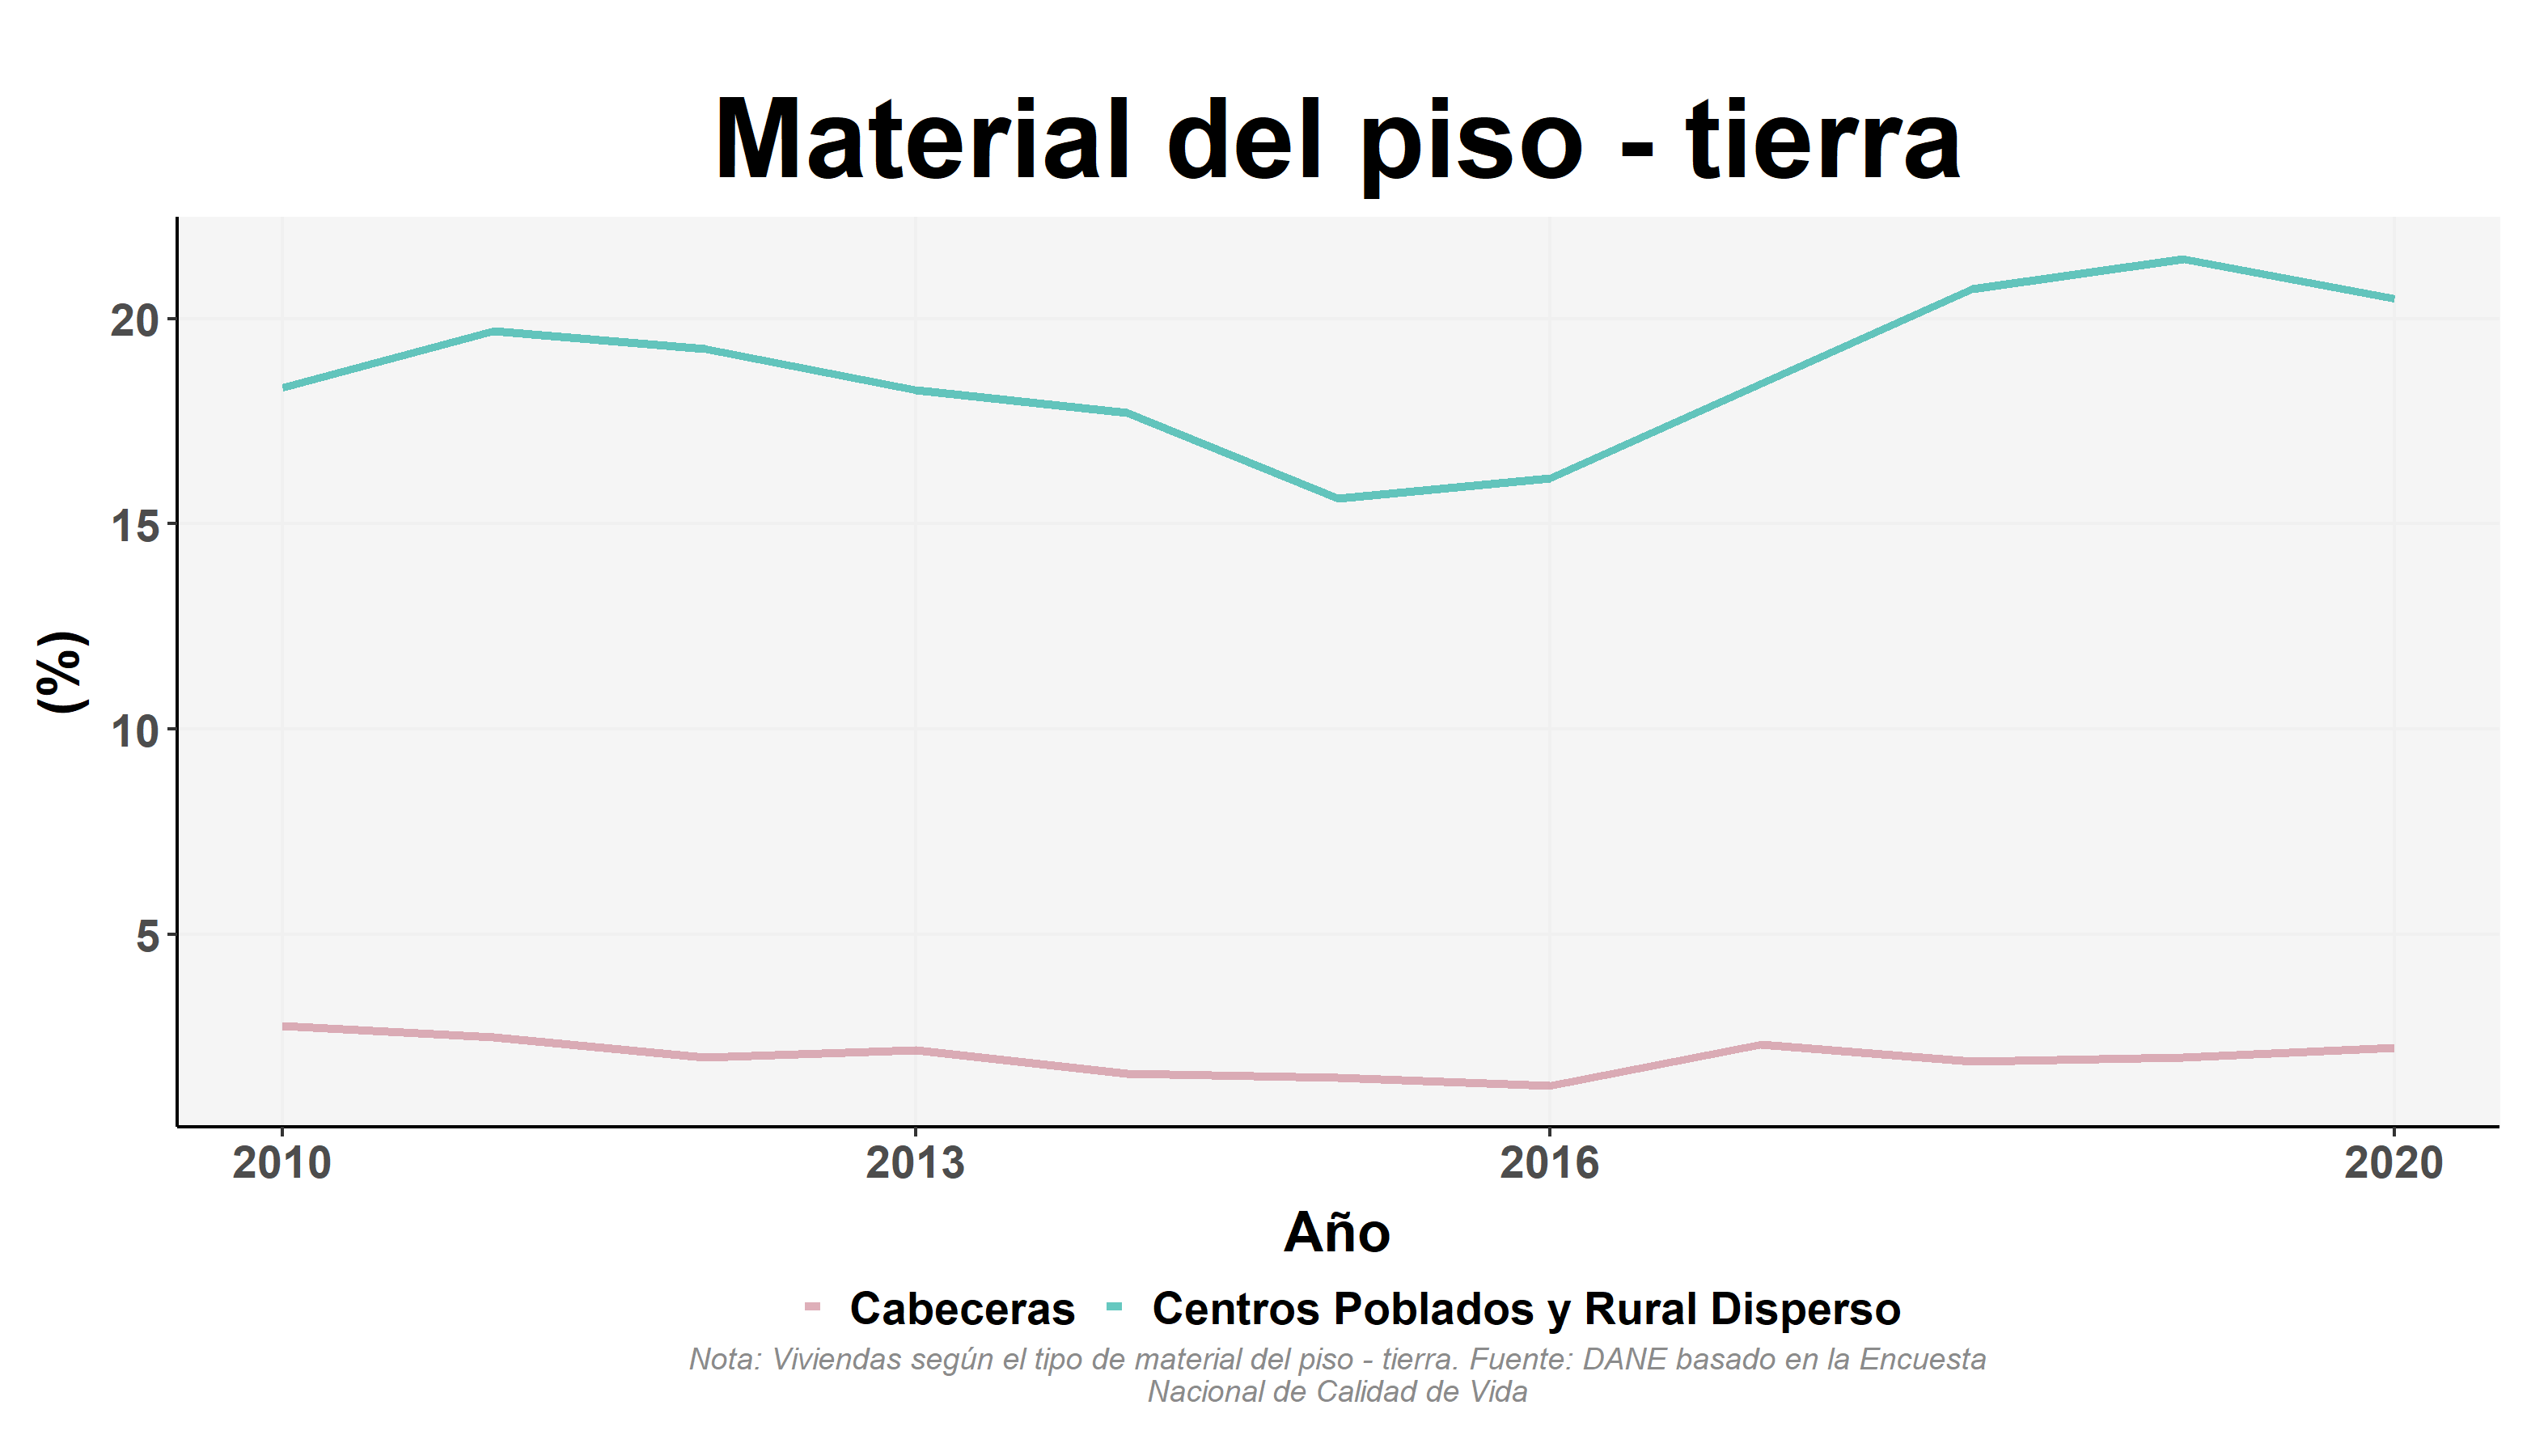 Material del piso - tierra
(%)
20
15
10
5
2010 2013 2016 2020
Año
Cabeceras Centros Poblados y Rural Disperso
Nota: Viviendas según el tipo de material del piso - tierra. Fuente: DANE basado en la Encuesta
Nacional de Calidad de Vida